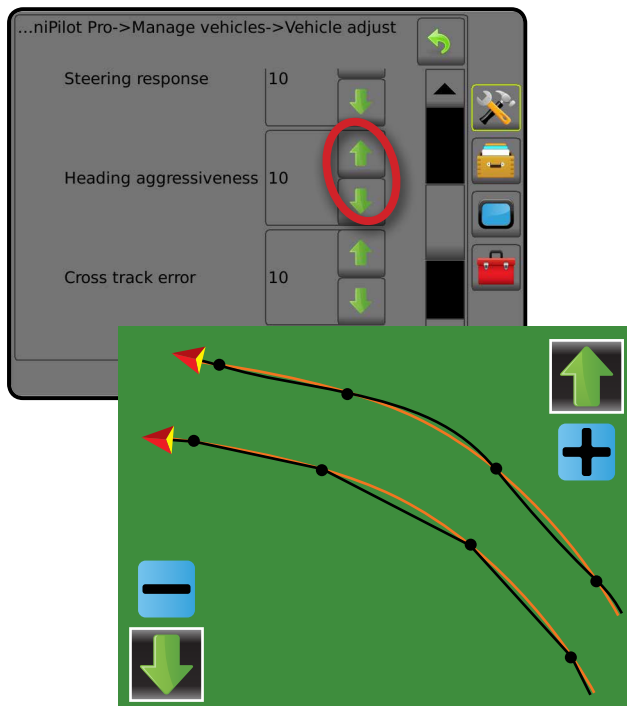 ...niPilot Pro->Manage vehicles->Vehicle adjust
Steering response 10
Heading aggressiveness 10
Cross track error 10